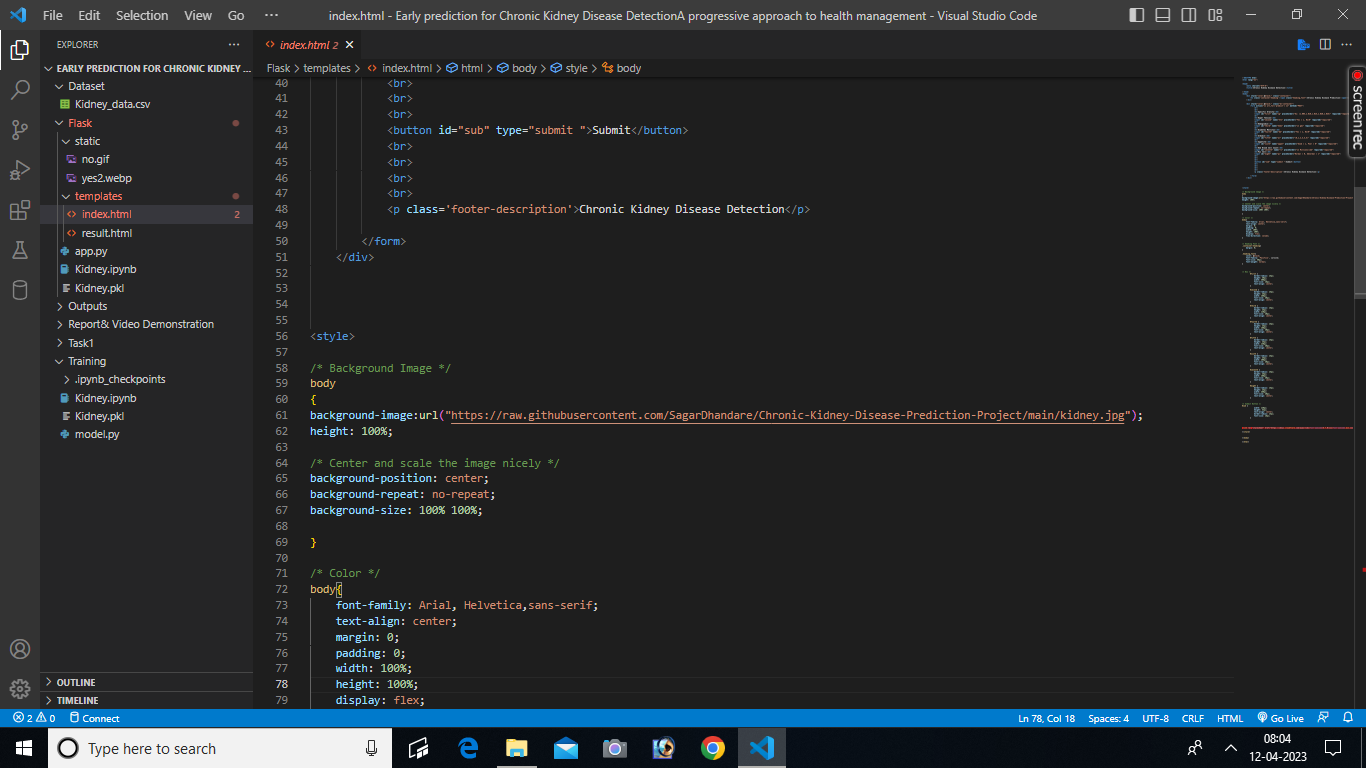 File Edit Selection View Go ··· index.html - Early prediction for Chronic Kidney Disease DetectionA progressive approach to health management - Visual Studio Code
EXPLORER ···
EARLY PREDICTION FOR CHRONIC KIDNEY ...
Dataset
Kidney_data.csv
Flask
static
no.gif
yes2.webp
templates
index.html 2
result.html
app.py
Kidney.ipynb
Kidney.pkl
Outputs
Report& Video Demonstration
Task1
Training
.ipynb_checkpoints
Kidney.ipynb
Kidney.pkl
model.py
OUTLINE
TIMELINE
index.html 2
Flask > templates > index.html > html > body > style > body
40 <br>
41 <br>
42 <br>
43 <button id="sub" type="submit ">Submit</button>
44 <br>
45 <br>
46 <br>
47 <br>
48 <p class='footer-description'>Chronic Kidney Disease Detection</p>
49
50 </form>
51 </div>
52
53
54
55
56 <style>
57
58 /* Background Image */
59 body
60 {
61 background-image:url("https://raw.githubusercontent.com/SagarDhandare/Chronic-Kidney-Disease-Prediction-Project/main/kidney.jpg");
62 height: 100%;
63
64 /* Center and scale the image nicely */
65 background-position: center;
66 background-repeat: no-repeat;
67 background-size: 100% 100%;
68
69 }
70
71 /* Color */
72 body{
73 font-family: Arial, Helvetica,sans-serif;
74 text-align: center;
75 margin: 0;
76 padding: 0;
77 width: 100%;
78 height: 100%;
79 display: flex;
screenrec
2 0 Connect Ln 78, Col 18 Spaces: 4 UTF-8 CRLF HTML Go Live
Type here to search
08:04
12-04-2023